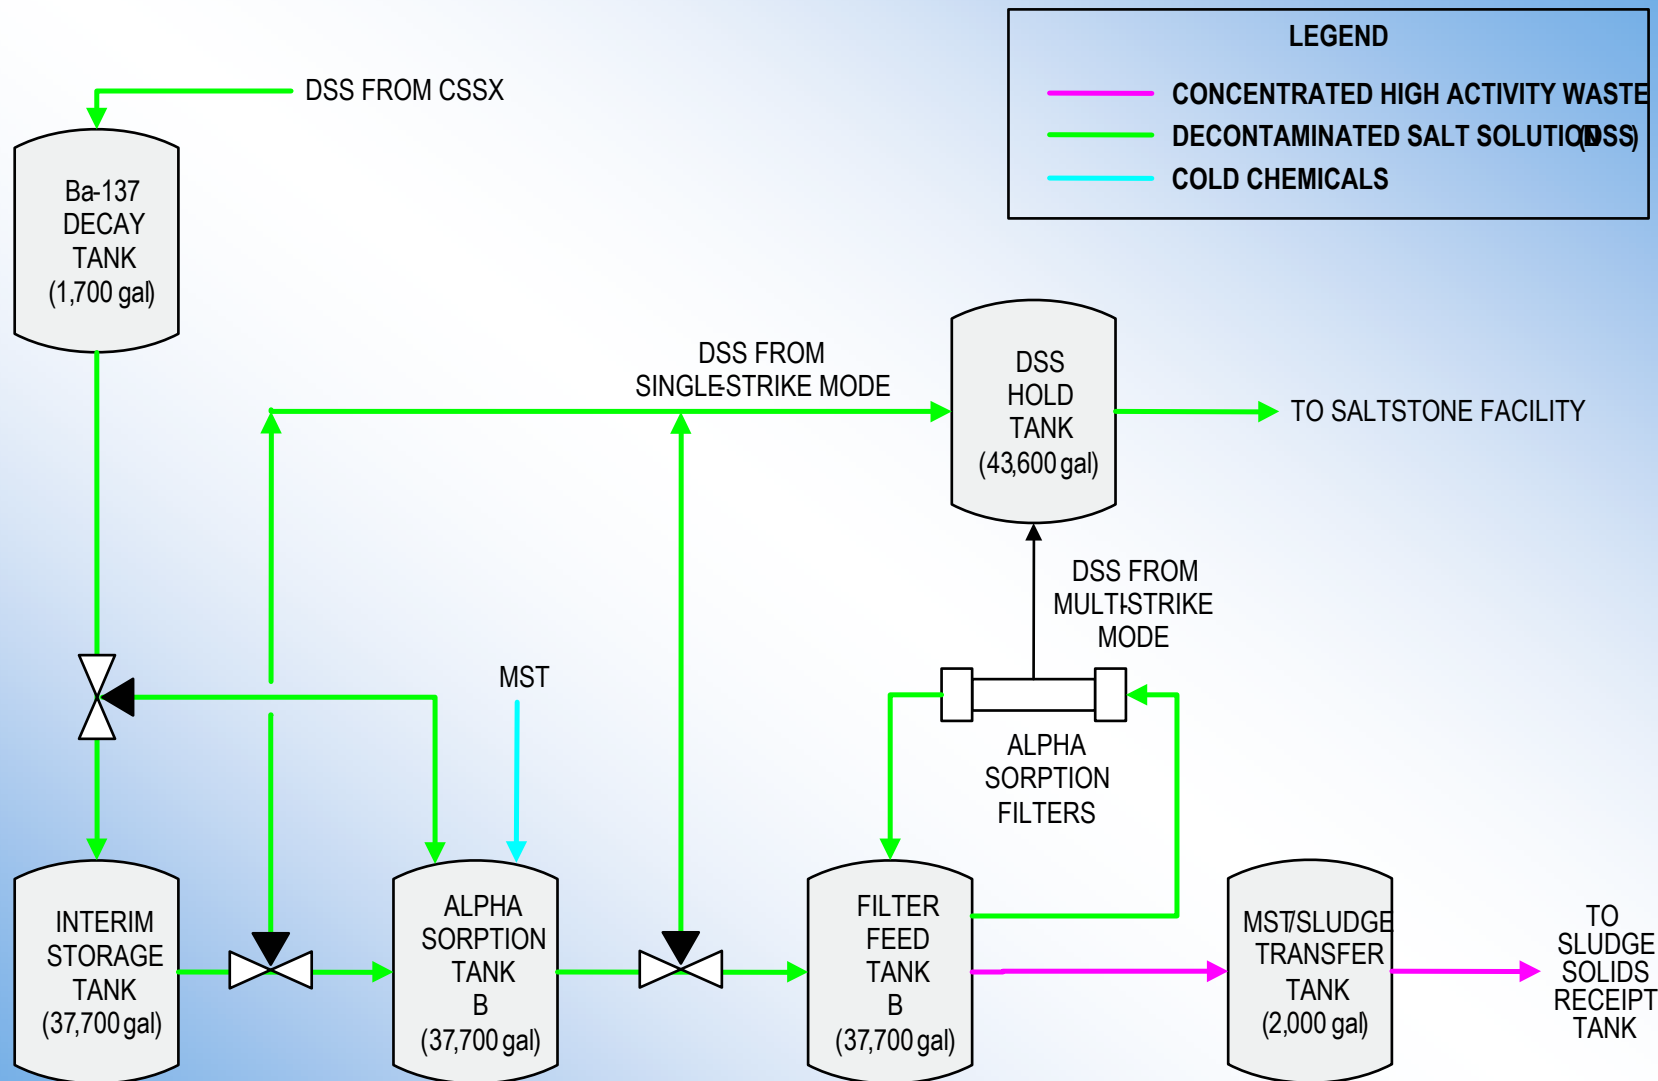 LEGEND
CONCENTRATED HIGH ACTIVITY WASTE
DECONTAMINATED SALT SOLUTION (DSS)
COLD CHEMICALS
DSS FROM CSSX
Ba-137
DECAY
TANK
(1,700 gal)
DSS FROM
SINGLE-STRIKE MODE
DSS
HOLD
TANK
(43,600 gal)
TO SALTSTONE FACILITY
DSS FROM
MULTI-STRIKE
MODE
MST
ALPHA
SORPTION
FILTERS
INTERIM
STORAGE
TANK
(37,700 gal)
ALPHA
SORPTION
TANK
B
(37,700 gal)
FILTER
FEED
TANK
B
(37,700 gal)
MST/SLUDGE
TRANSFER
TANK
(2,000 gal)
TO
SLUDGE
SOLIDS
RECEIPT
TANK